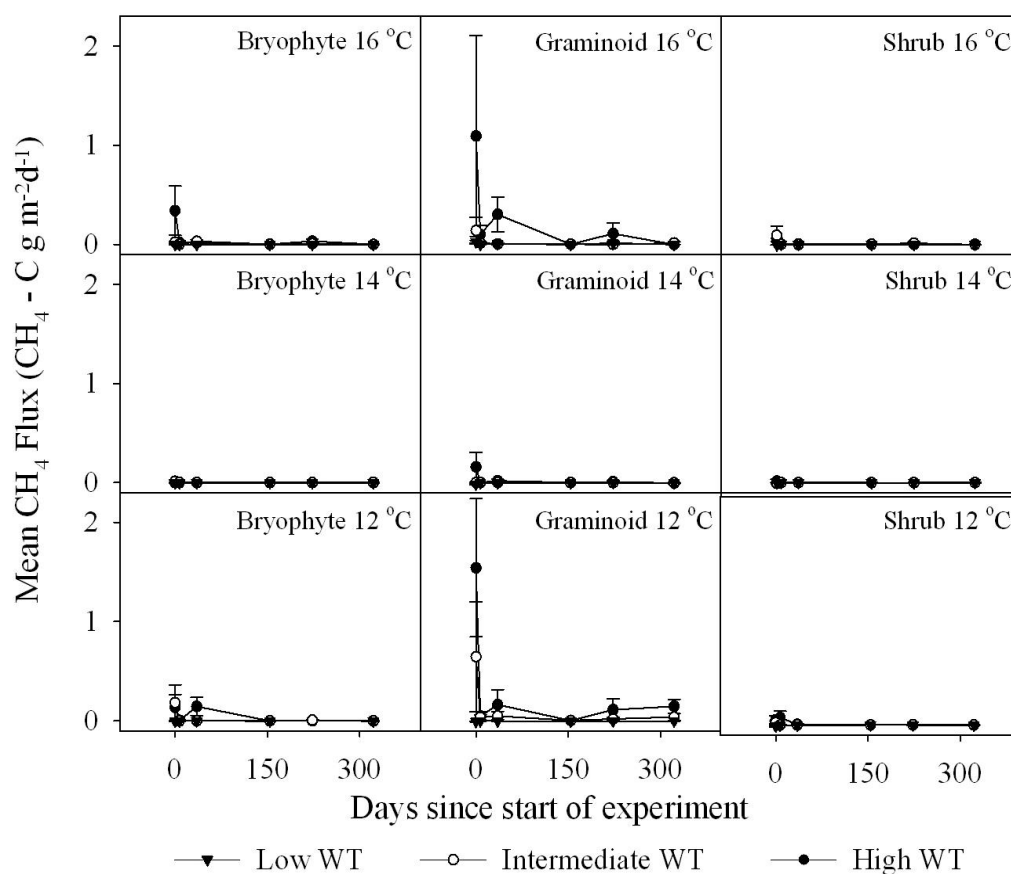 Mean CH4 Flux (CH4 - C g m-2d-1)
Bryophyte 16 °C
Graminoid 16 °C
Shrub 16 °C
2
1
0
Bryophyte 14 °C
Graminoid 14 °C
Shrub 14 °C
2
1
0
Bryophyte 12 °C
Graminoid 12 °C
Shrub 12 °C
2
1
0
0 150 300 0 150 300 0 150 300
Days since start of experiment
Low WT Intermediate WT High WT